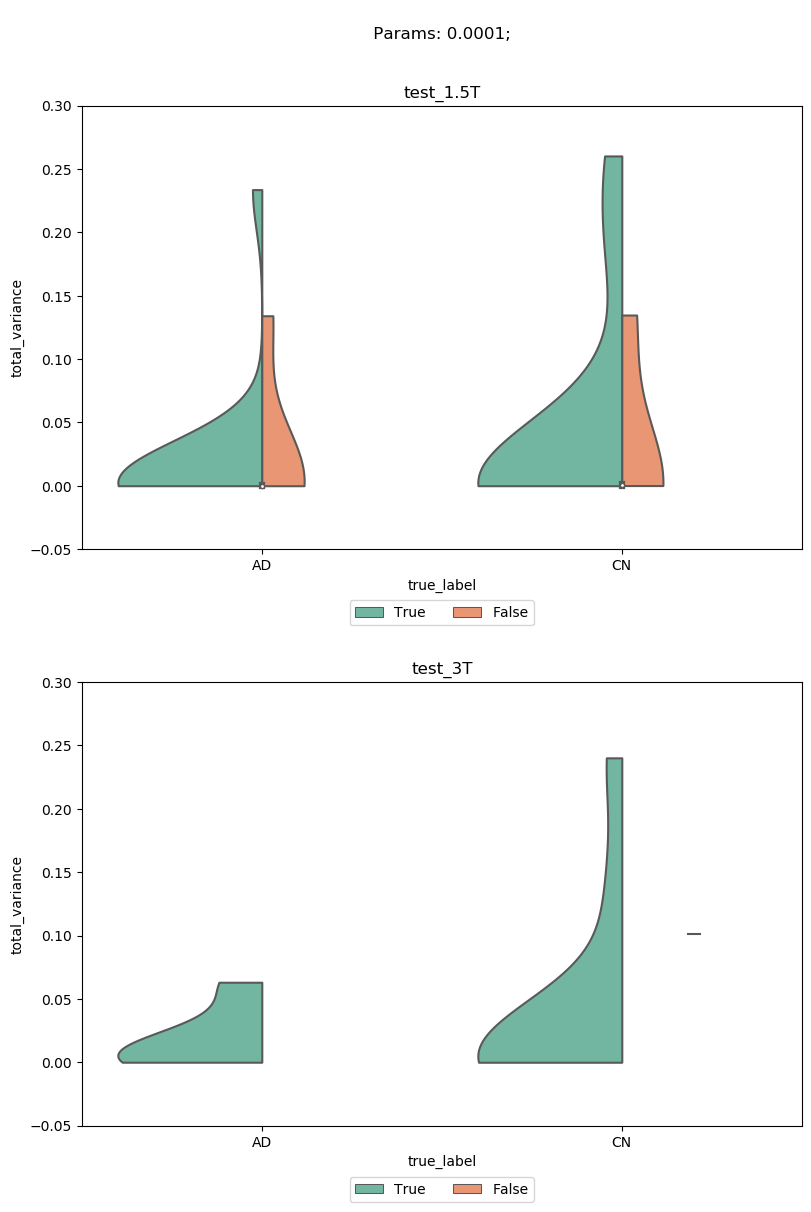 Params: 0.0001;
test_1.5T
0.30
0.25
0.20
0.15
0.10
0.05
0.00
−0.05
total_variance
AD CN
true_label
True False
test_3T
0.30
0.25
0.20
0.15
0.10
0.05
0.00
−0.05
total_variance
AD CN
true_label
True False